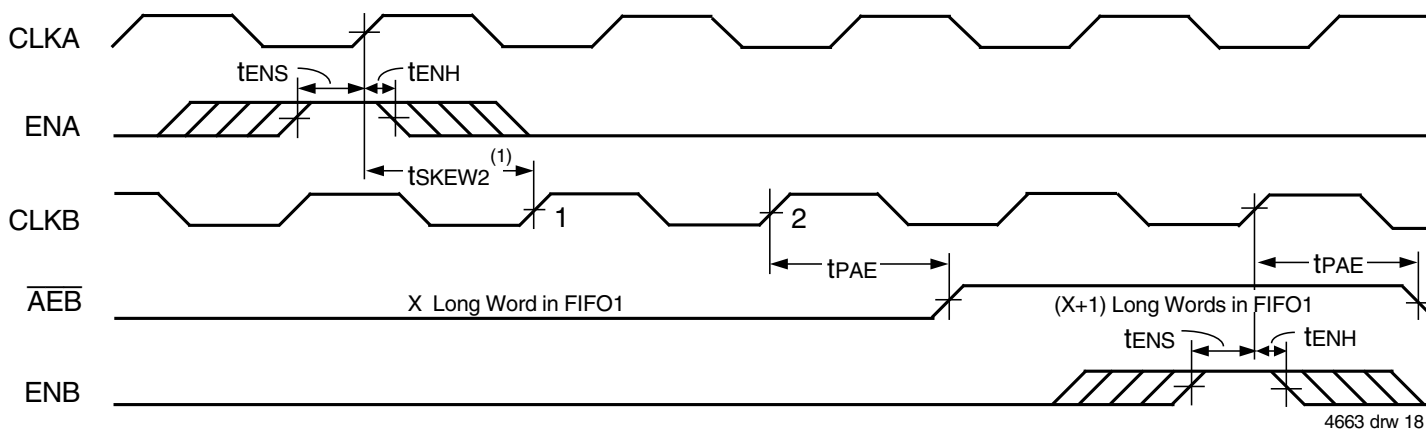 CLKA
tENS tENH
ENA
tSKEW2 (1)
CLKB 1 2
tPAE tPAE
AEB X Long Word in FIFO1 (X+1) Long Words in FIFO1
tENS tENH
ENB
4663 drw 18